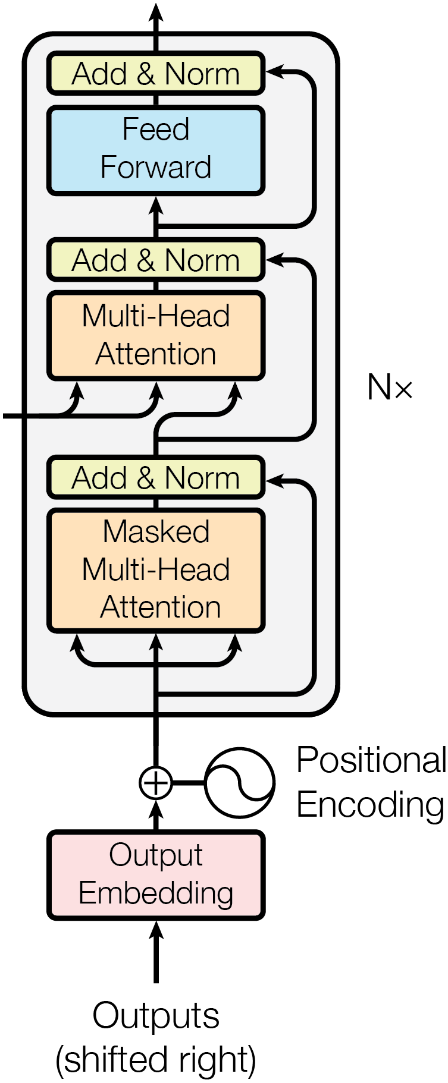 Add & Norm
Feed
Forward
Add & Norm
Multi-Head
Attention
N×
Add & Norm
Masked
Multi-Head
Attention
Positional
Encoding
Output
Embedding
Outputs
(shifted right)